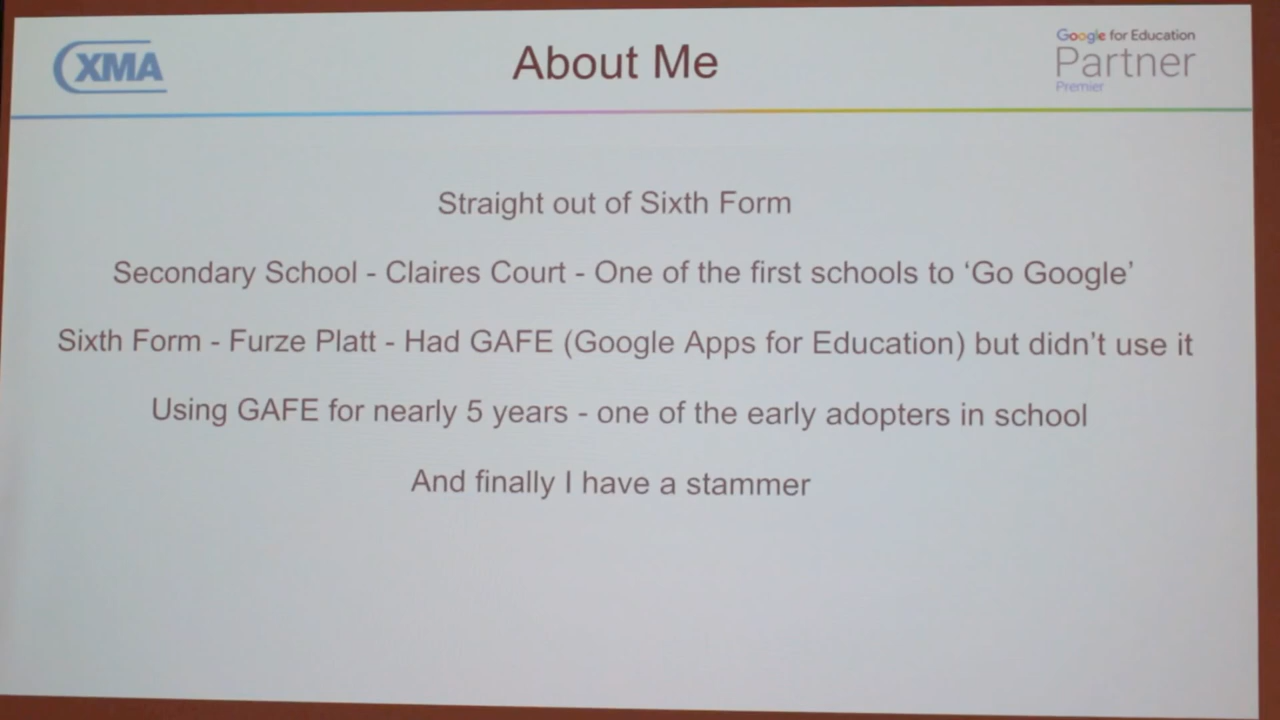 XMA
About Me
Google for Education
Partner
Premier
Straight out of Sixth Form
Secondary School - Claires Court - One of the first schools to ‘Go Google’
Sixth Form - Furze Platt - Had GAFE (Google Apps for Education) but didn’t use it
Using GAFE for nearly 5 years - one of the early adopters in school
And finally I have a stammer